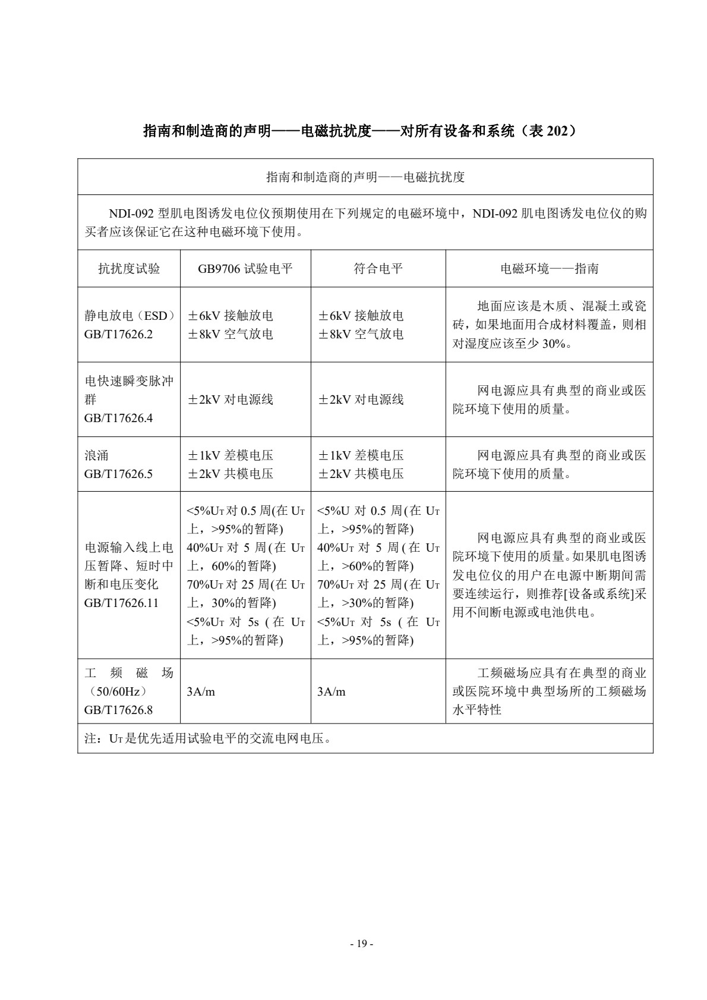 指南和制造商的声明——电磁抗扰度——对所有设备和系统（表 202）
指南和制造商的声明——电磁抗扰度
NDI-092 型肌电图诱发电位仪预期使用在下列规定的电磁环境中，NDI-092 肌电图诱发电位仪的购
买者应该保证它在这种电磁环境下使用。
抗扰度试验
GB9706 试验电平
符合电平
电磁环境——指南
静电放电（ESD）
GB/T17626.2
±6kV 接触放电
±8kV 空气放电
±6kV 接触放电
±8kV 空气放电
地面应该是木质、混凝土或瓷
砖，如果地面用合成材料覆盖，则相
对湿度应该至少 30%。
电快速瞬变脉冲
群
GB/T17626.4
±2kV 对电源线
±2kV 对电源线
网电源应具有典型的商业或医
院环境下使用的质量。
浪涌
GB/T17626.5
±1kV 差模电压
±2kV 共模电压
±1kV 差模电压
±2kV 共模电压
网电源应具有典型的商业或医
院环境下使用的质量。
电源输入线上电
压暂降、短时中
断和电压变化
GB/T17626.11
<5%UT对 0.5 周(在 UT
上，>95%的暂降)
40%UT 对 5 周(在 UT
上，60%的暂降)
70%UT对 25 周(在 UT
上，30%的暂降)
<5%UT 对 5s (在 UT
上，>95%的暂降)
<5%U 对 0.5 周(在 UT
上，>95%的暂降)
40%UT 对 5 周(在 UT
上，>60%的暂降)
70%UT 对 25 周(在 UT
上，>30%的暂降)
<5%UT 对 5s (在 UT
上，>95%的暂降)
网电源应具有典型的商业或医
院环境下使用的质量。如果肌电图诱
发电位仪的用户在电源中断期间需
要连续运行，则推荐[设备或系统]采
用不间断电源或电池供电。
工频磁场
（50/60Hz）
GB/T17626.8
3A/m
3A/m
工频磁场应具有在典型的商业
或医院环境中典型场所的工频磁场
水平特性
注：UT是优先适用试验电平的交流电网电压。
- 19 -